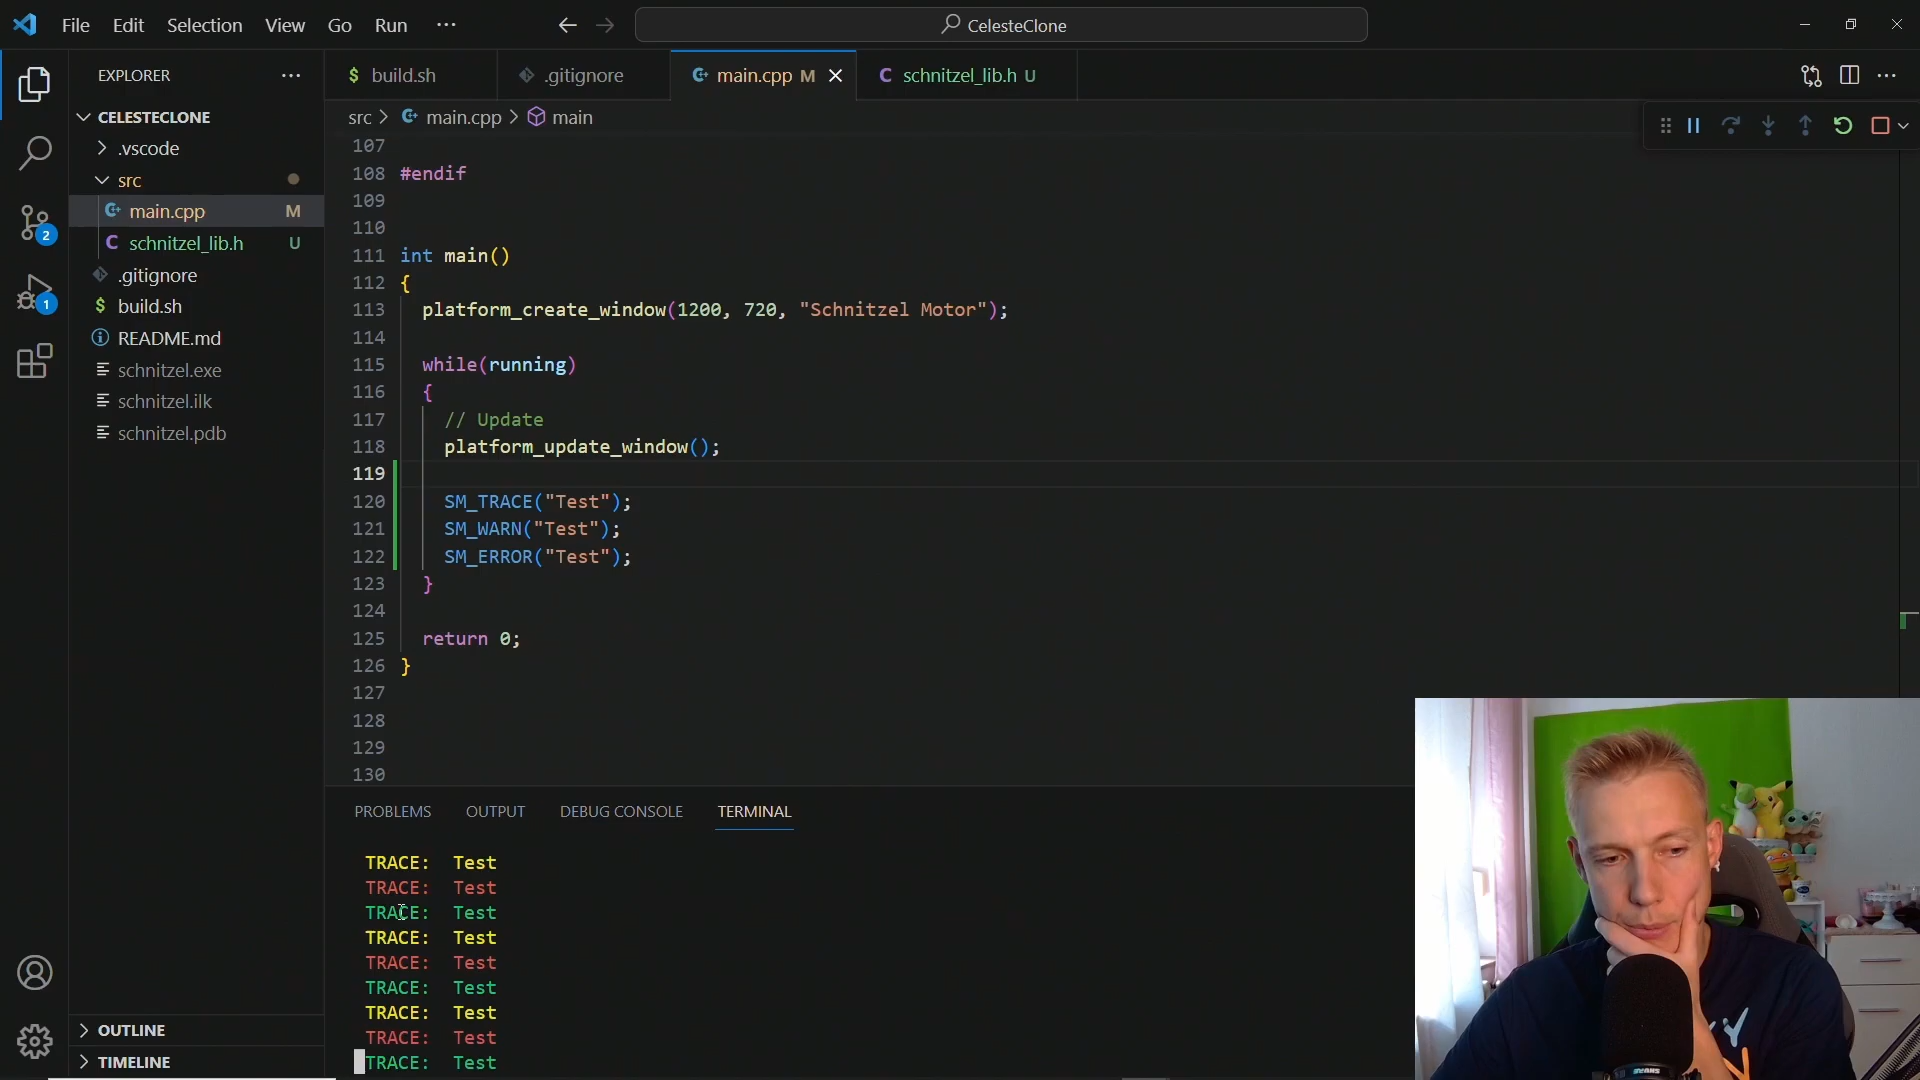 File Edit Selection View Go Run ···
CelesteClone
EXPLORER
CELESTECLONE
.vscode
src
main.cpp M
schnitzel_lib.h U
.gitignore
build.sh
README.md
schnitzel.exe
schnitzel.ilk
schnitzel.pdb
OUTLINE
TIMELINE
2
1
$ build.sh
.gitignore
main.cpp M
C schnitzel_lib.h U
src > main.cpp > main
107
108 #endif
109
110
111 int main()
112 {
113 platform_create_window(1200, 720, "Schnitzel Motor");
114
115 while(running)
116 {
117 // Update
118 platform_update_window();
119
120 SM_TRACE("Test");
121 SM_WARN("Test");
122 SM_ERROR("Test");
123 }
124
125 return 0;
126 }
127
128
129
130
PROBLEMS OUTPUT DEBUG CONSOLE TERMINAL
TRACE: Test
TRACE: Test
TRACE: Test
TRACE: Test
TRACE: Test
TRACE: Test
TRACE: Test
TRACE: Test
TRACE: Test